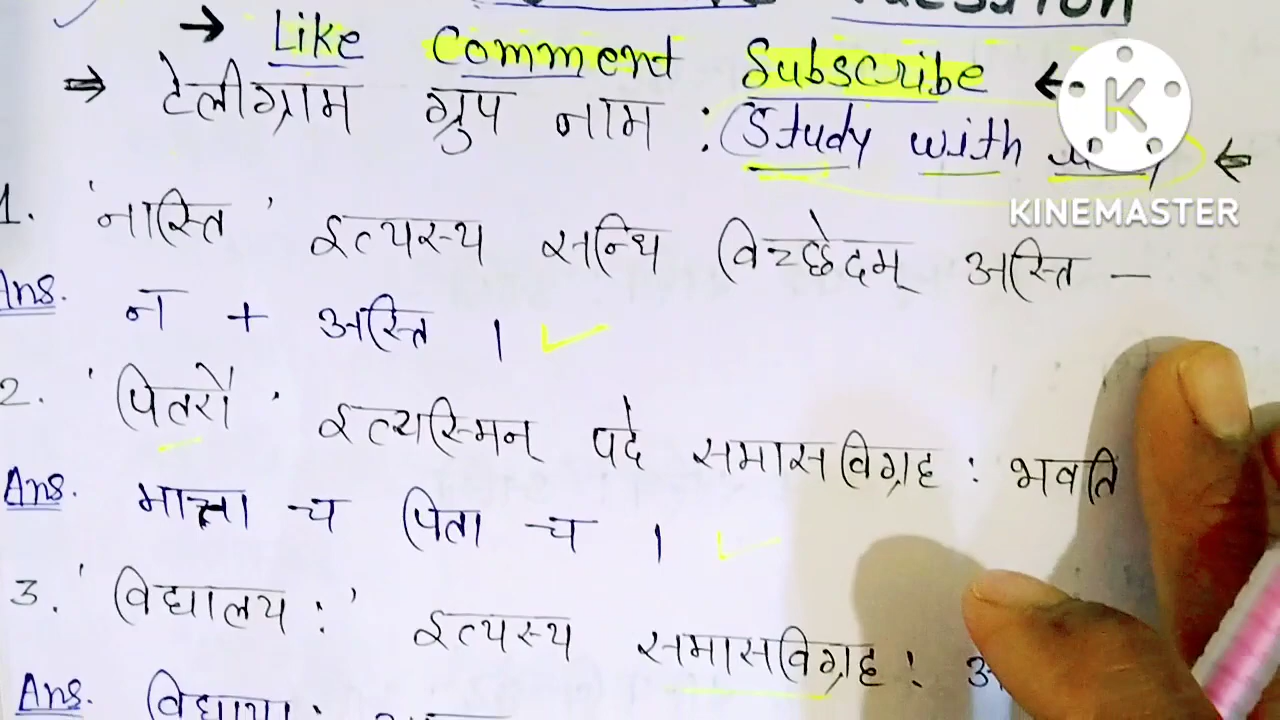 → Like Comment Subscribe ←
⇒ टेलीग्राम ग्रुप नाम : Study with ⇐
KINEMASTER
1. 'नास्ति' इत्यस्य सन्धि विच्छेदम् अस्ति –
Ans. न + अस्ति ।
2. 'पितरौ' इत्यस्मिन् पदे समासविग्रह : भवति
Ans. माता च पिता च ।
3. 'विद्यालय :' इत्यस्य समासविग्रह :
Ans. विद्याया :